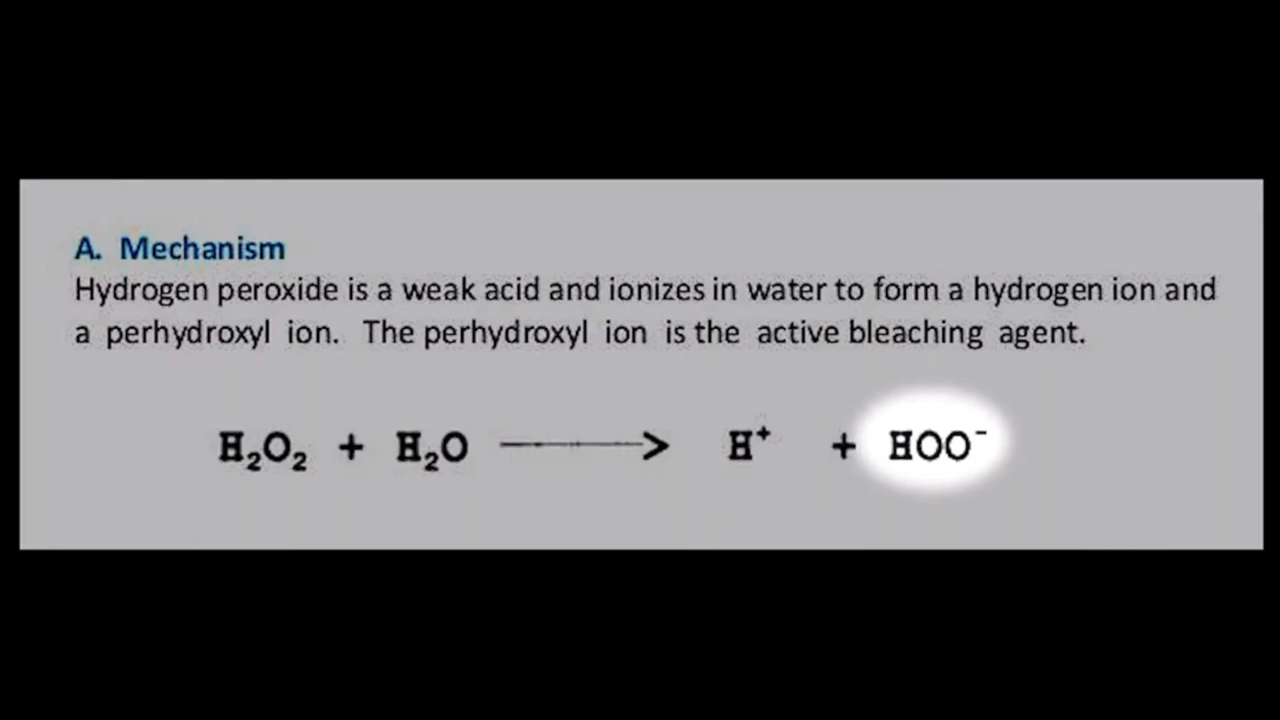 A. Mechanism
Hydrogen peroxide is a weak acid and ionizes in water to form a hydrogen ion and
a perhydroxyl ion. The perhydroxyl ion is the active bleaching agent.
H₂O₂ + H₂O ———> H⁺ + HOO⁻